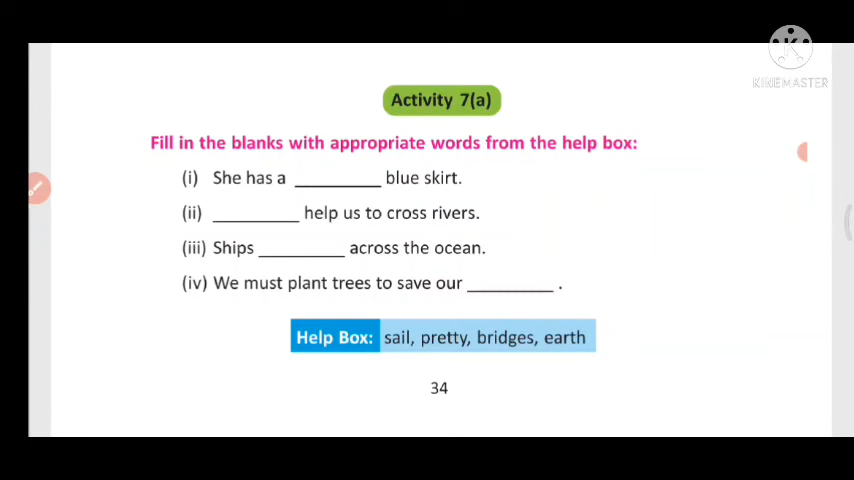 K
KINEMASTER
Activity 7(a)
Fill in the blanks with appropriate words from the help box:
(i) She has a __________ blue skirt.
(ii) __________ help us to cross rivers.
(iii) Ships __________ across the ocean.
(iv) We must plant trees to save our __________ .
Help Box: sail, pretty, bridges, earth
34